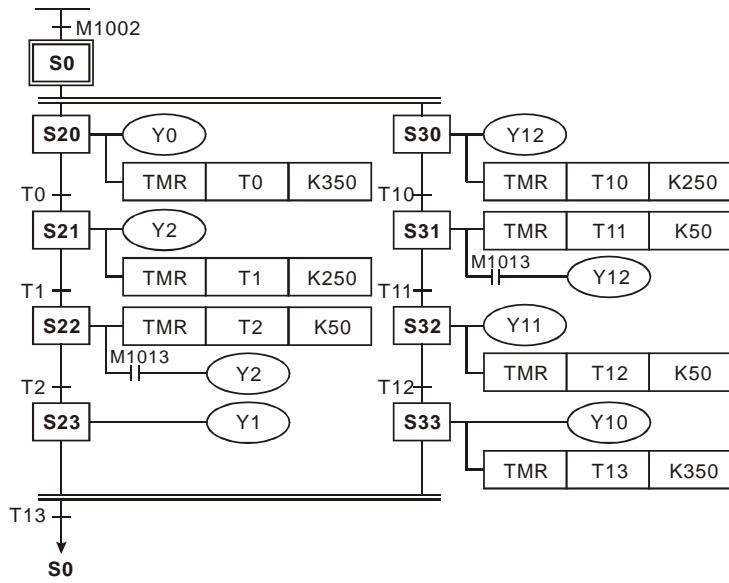 M1002
S0
S20 Y0 S30 Y12
TMR T0 K350 TMR T10 K250
T0 T10
S21 Y2 S31 TMR T11 K50
M1013 Y12
TMR T1 K250
T1 T11
S22 TMR T2 K50 S32 Y11
M1013 Y2
TMR T12 K50
T2 T12
S23 Y1 S33 Y10
TMR T13 K350
T13
S0